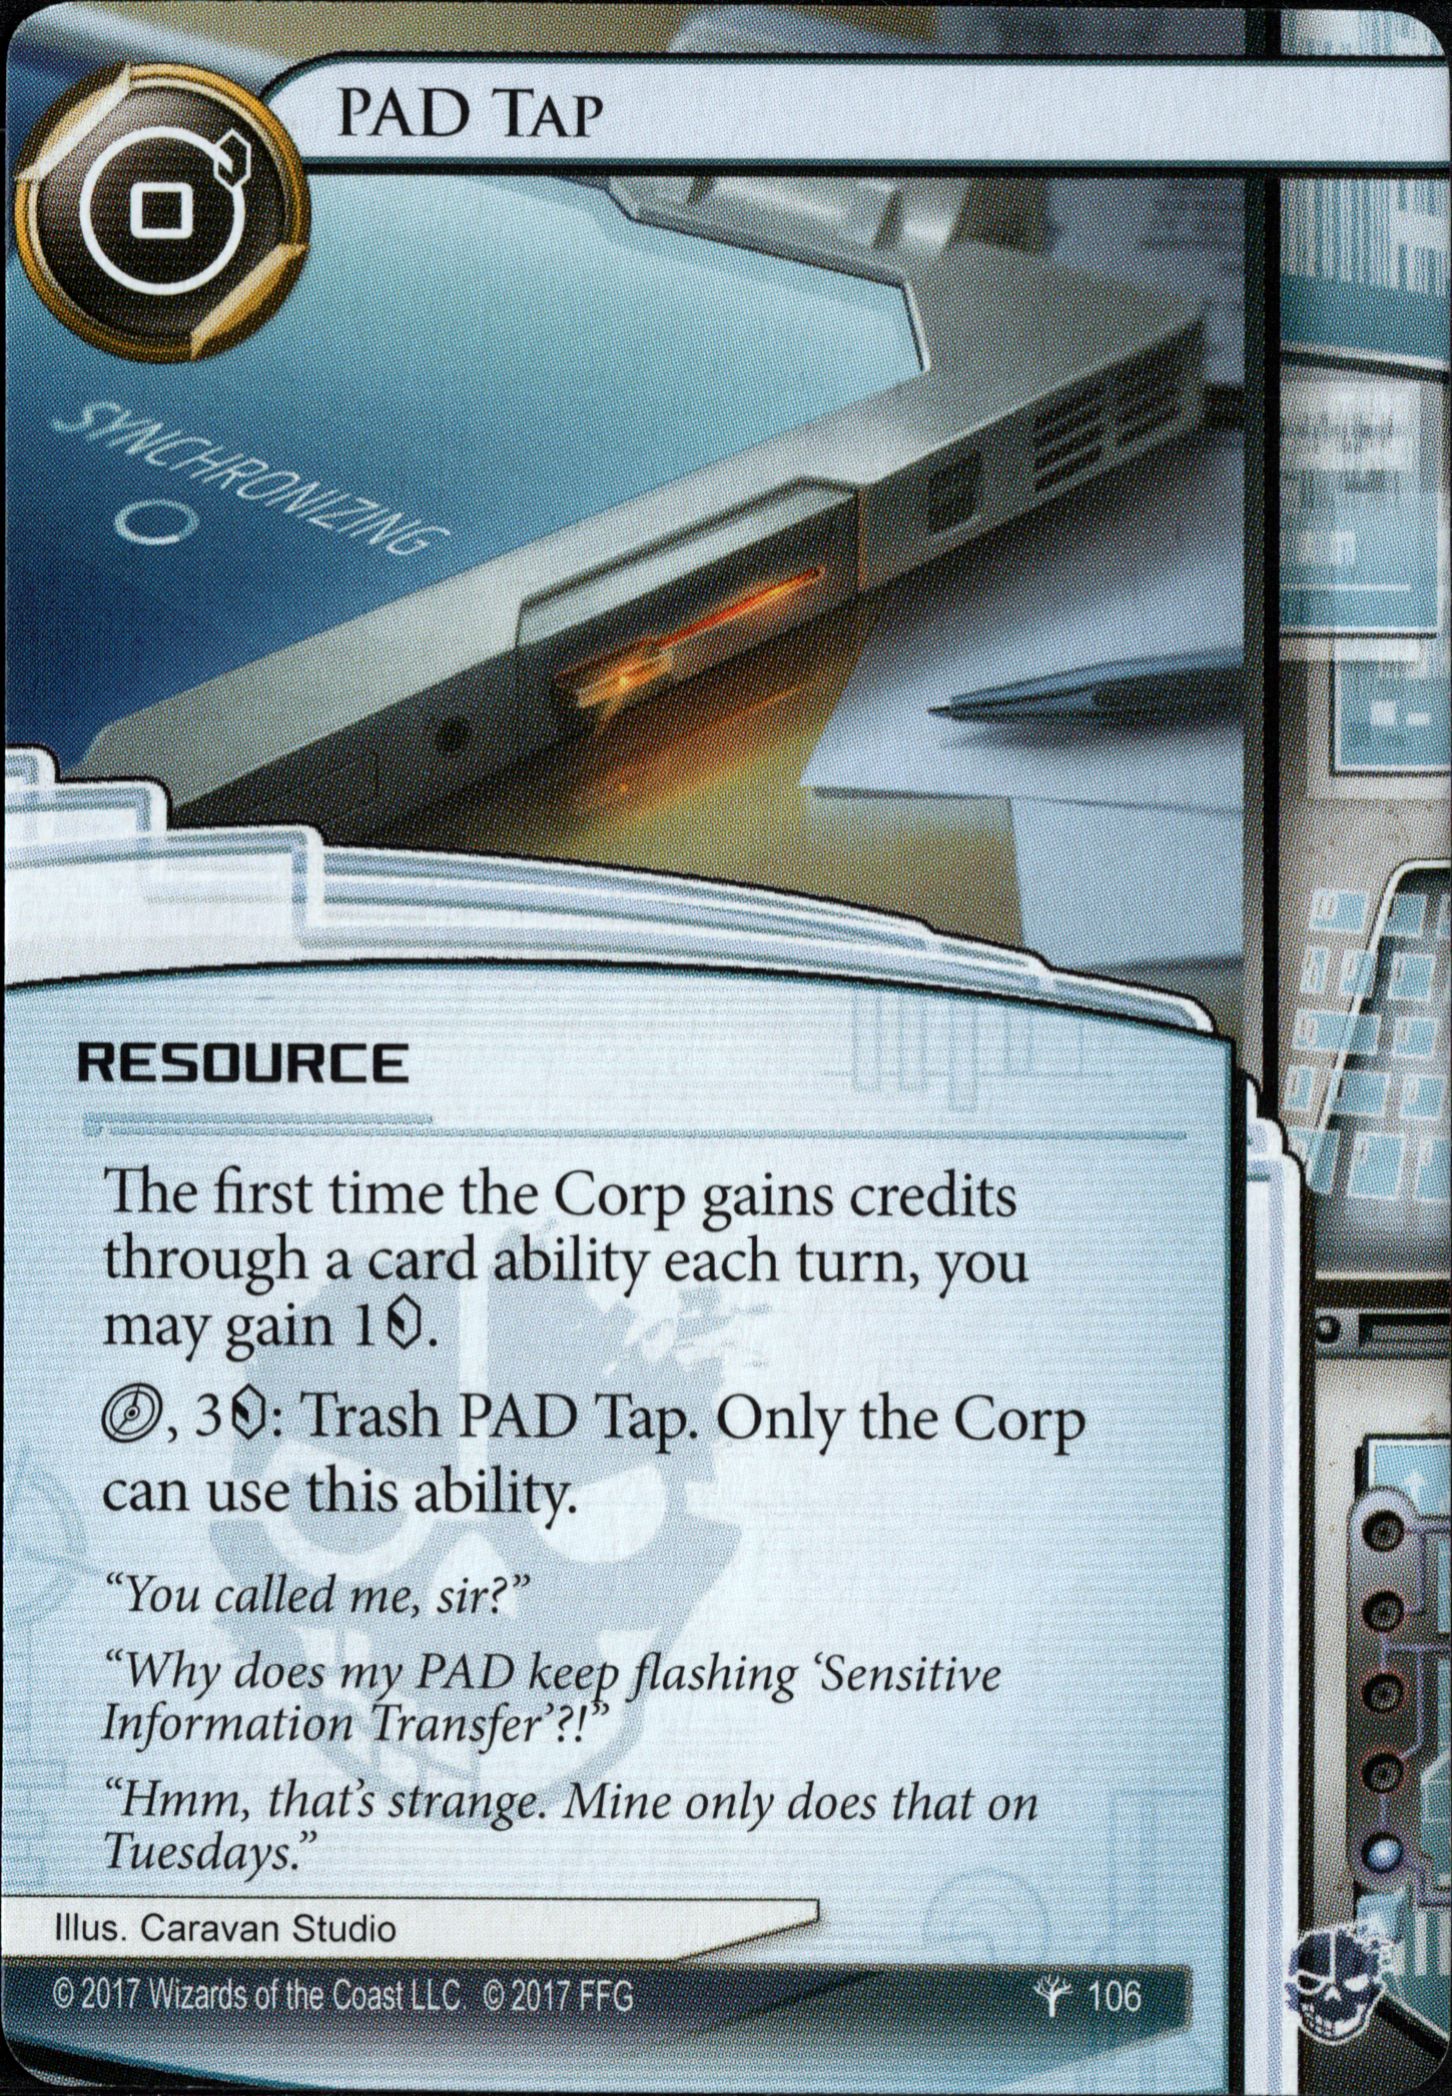 PAD TAP
SYNCHRONIZING
RESOURCE
The first time the Corp gains credits
through a card ability each turn, you
may gain 1.
, 3: Trash PAD Tap. Only the Corp
can use this ability.
“You called me, sir?”
“Why does my PAD keep flashing ‘Sensitive
Information Transfer’?!”
“Hmm, that’s strange. Mine only does that on
Tuesdays.”
Illus. Caravan Studio
© 2017 Wizards of the Coast LLC. © 2017 FFG
106